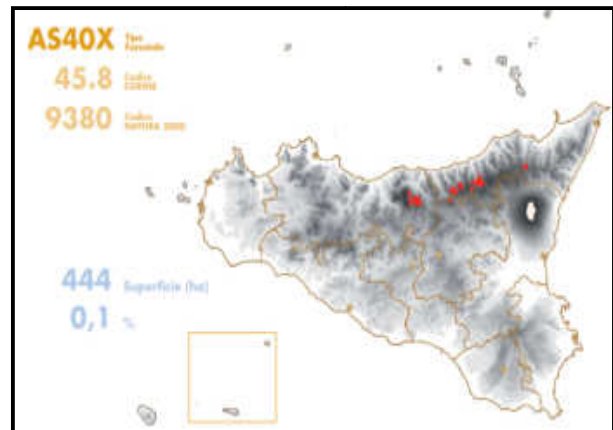 AS40X Tipo
Forestale
45.8 Codice
CORINE
9380 Codice
NATURA 2000
444 Superficie (ha)
0,1 %